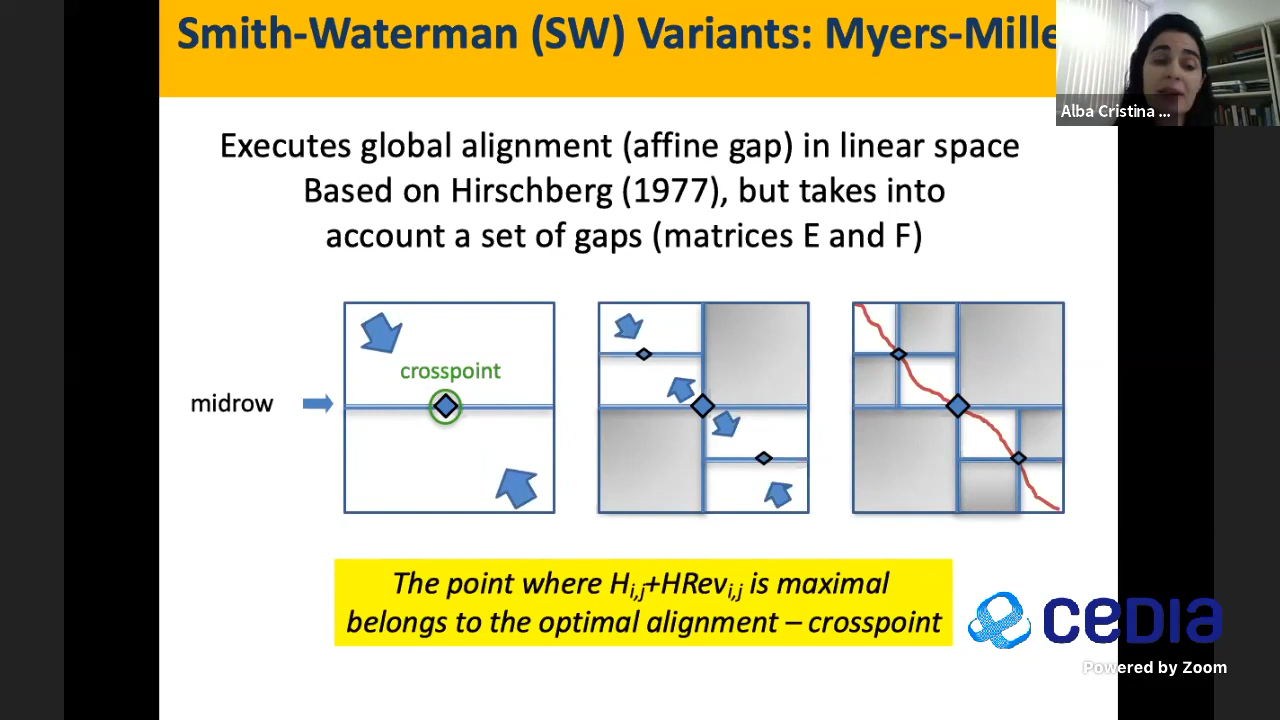 Smith-Waterman (SW) Variants: Myers-Mille
Alba Cristina ...
Executes global alignment (affine gap) in linear space
Based on Hirschberg (1977), but takes into
account a set of gaps (matrices E and F)
crosspoint
midrow
The point where Hi,j+HRevi,j is maximal
belongs to the optimal alignment – crosspoint
cedia
Powered by Zoom